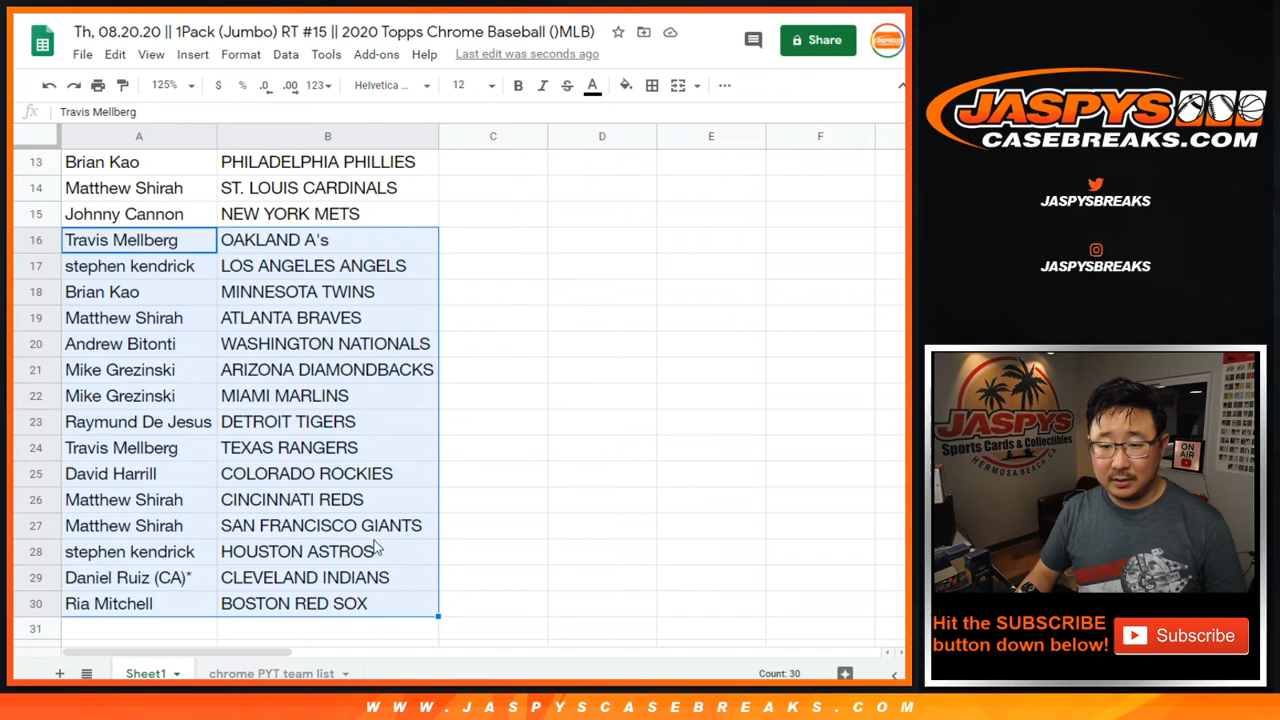 Th, 08.20.20 || 1Pack (Jumbo) RT #15 || 2020 Topps Chrome Baseball ()MLB)
File Edit View Insert Format Data Tools Add-ons Help Last edit was seconds ago
Share
125% $ % .0 .00 123 Helvetica ... 12 B I S A
fx Travis Mellberg
A B C D E F
13 Brian Kao PHILADELPHIA PHILLIES
14 Matthew Shirah ST. LOUIS CARDINALS
15 Johnny Cannon NEW YORK METS
16 Travis Mellberg OAKLAND A's
17 stephen kendrick LOS ANGELES ANGELS
18 Brian Kao MINNESOTA TWINS
19 Matthew Shirah ATLANTA BRAVES
20 Andrew Bitonti WASHINGTON NATIONALS
21 Mike Grezinski ARIZONA DIAMONDBACKS
22 Mike Grezinski MIAMI MARLINS
23 Raymund De Jesus DETROIT TIGERS
24 Travis Mellberg TEXAS RANGERS
25 David Harrill COLORADO ROCKIES
26 Matthew Shirah CINCINNATI REDS
27 Matthew Shirah SAN FRANCISCO GIANTS
28 stephen kendrick HOUSTON ASTROS
29 Daniel Ruiz (CA)* CLEVELAND INDIANS
30 Ria Mitchell BOSTON RED SOX
31
Sheet1 chrome PYT team list Count: 30
JASPYS
CASEBREAKS.COM
JASPYSBREAKS
JASPYSBREAKS
JASPYS
Sports Cards & Collectibles
HERMOSA BEACH, CA
ON AIR
Hit the SUBSCRIBE
button down below!
Subscribe
WWW.JASPYSCASEBREAKS.COM